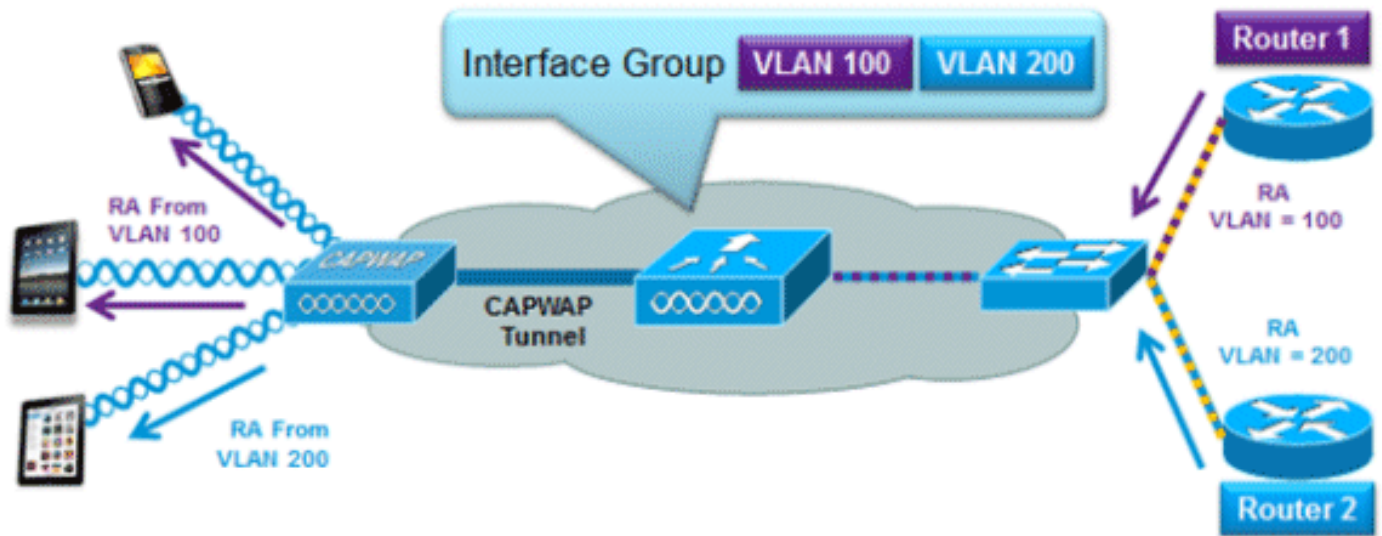 Interface Group VLAN 100 VLAN 200
Router 1
RA From
VLAN 100
RA
VLAN = 100
CAPWAP
CAPWAP
Tunnel
RA
VLAN = 200
RA From
VLAN 200
Router 2